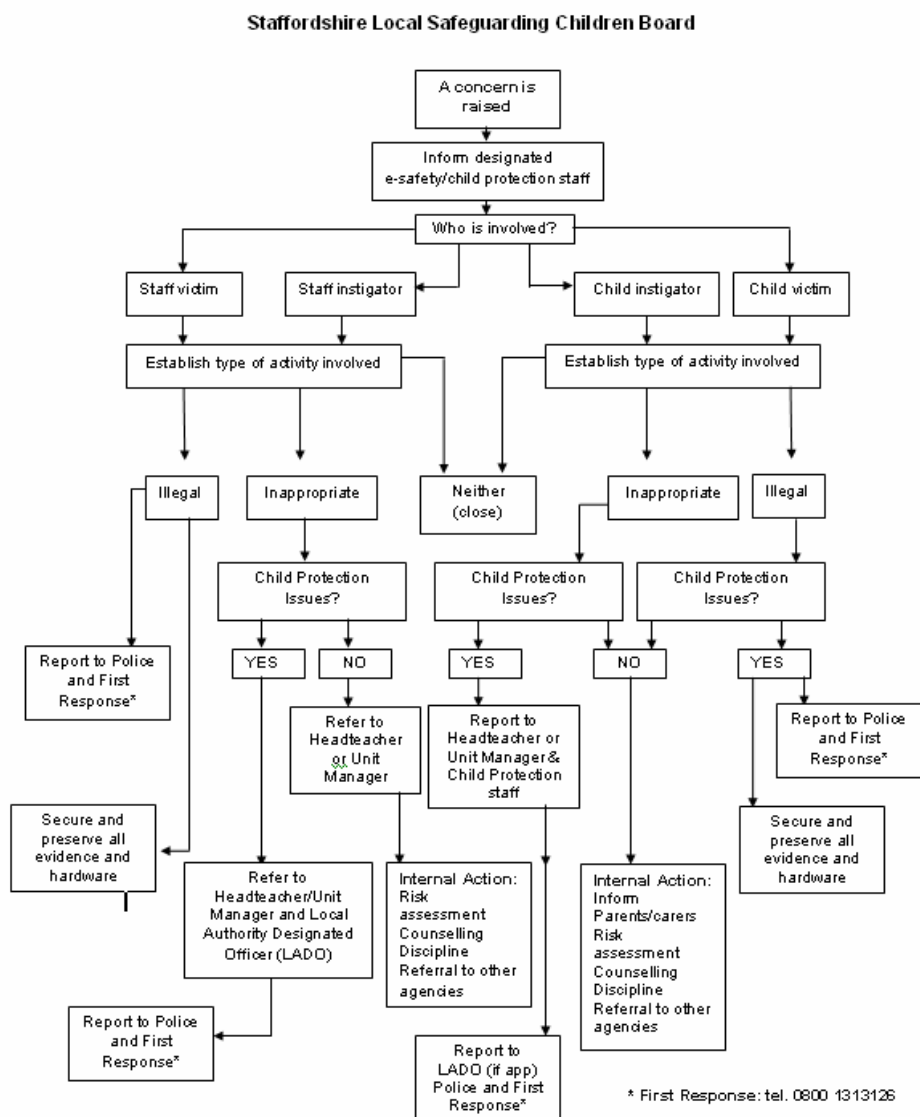 Staffordshire Local Safeguarding Children Board
A concern is
raised
Inform designated
e-safety/child protection staff
Who is involved?
Staff victim
Staff instigator
Child instigator
Child victim
Establish type of activity involved
Establish type of activity involved
Illegal
Inappropriate
Neither
(close)
Inappropriate
Illegal
Child Protection
Issues?
Child Protection
Issues?
Child Protection
Issues?
Report to Police
and First
Response*
YES
NO
YES
NO
YES
Refer to
Headteacher
or Unit
Manager
Report to
Headteacher or
Unit Manager &
Child Protection
staff
Report to Police
and First
Response*
Secure and
preserve all
evidence and
hardware
Secure and
preserve all
evidence and
hardware
Refer to
Headteacher/Unit
Manager and Local
Authority Designated
Officer (LADO)
Internal Action:
Risk
assessment
Counselling
Discipline
Referral to other
agencies
Internal Action:
Inform
Parents/carers
Risk
assessment
Counselling
Discipline
Referral to other
agencies
Report to Police
and First
Response*
Report to
LADO (if app)
Police and First
Response*
* First Response: tel. 0800 1313126